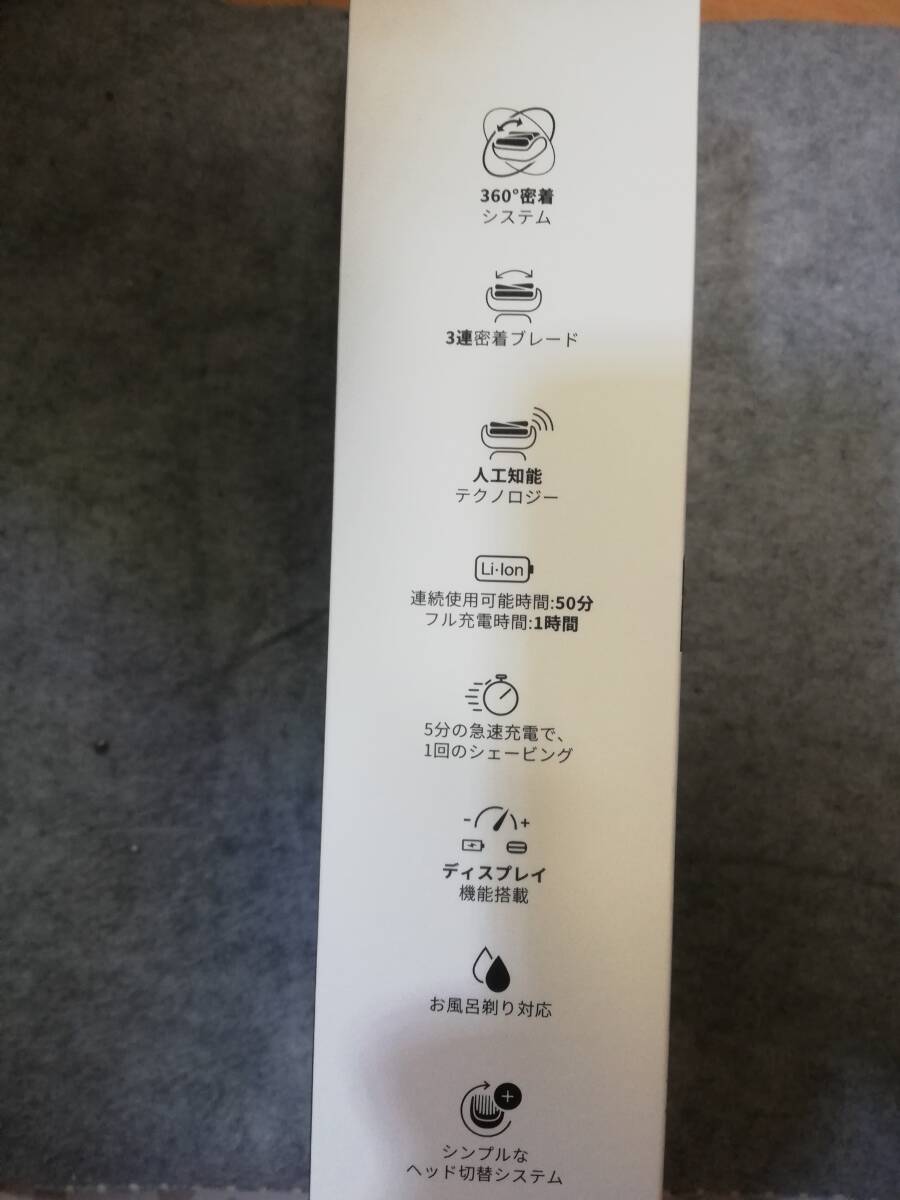 360°密着
システム
3連密着ブレード
人工知能
テクノロジー
Li-Ion
連続使用可能時間:50分
フル充電時間:1時間
5分の急速充電で、
1回のシェービング
- +
ディスプレイ
機能搭載
お風呂剃り対応
+
シンプルな
ヘッド切替システム